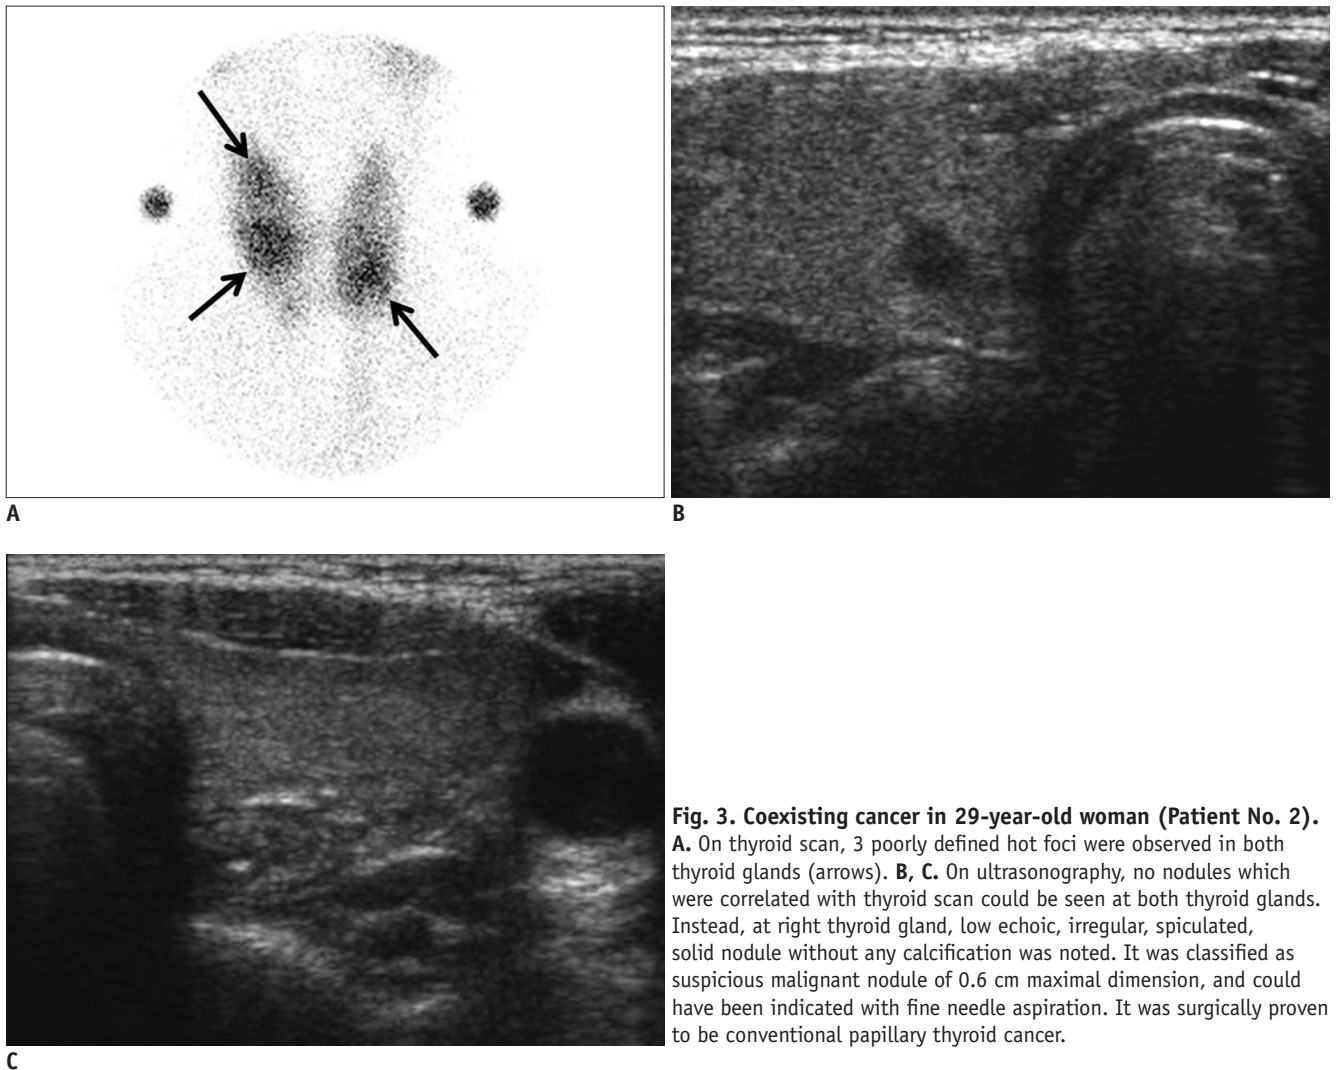 A
B
C
Fig. 3. Coexisting cancer in 29-year-old woman (Patient No. 2).
A. On thyroid scan, 3 poorly defined hot foci were observed in both
thyroid glands (arrows). B, C. On ultrasonography, no nodules which
were correlated with thyroid scan could be seen at both thyroid glands.
Instead, at right thyroid gland, low echoic, irregular, spiculated,
solid nodule without any calcification was noted. It was classified as
suspicious malignant nodule of 0.6 cm maximal dimension, and could
have been indicated with fine needle aspiration. It was surgically proven
to be conventional papillary thyroid cancer.